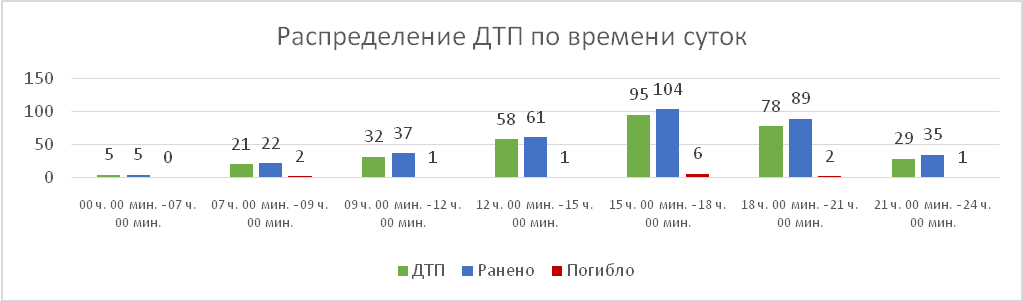 Распределение ДТП по времени суток
150
100
50
0
5 5 0
21 22 2
32 37 1
58 61 1
95 104 6
78 89 2
29 35 1
00 ч. 00 мин. -07 ч.
00 мин.
07 ч. 00 мин. -09 ч.
00 мин.
09 ч. 00 мин. -12 ч.
00 мин.
12 ч. 00 мин. -15 ч.
00 мин.
15 ч. 00 мин. -18 ч.
00 мин.
18 ч. 00 мин. -21 ч.
00 мин.
21 ч. 00 мин. -24 ч.
00 мин.
ДТП Ранено Погибло